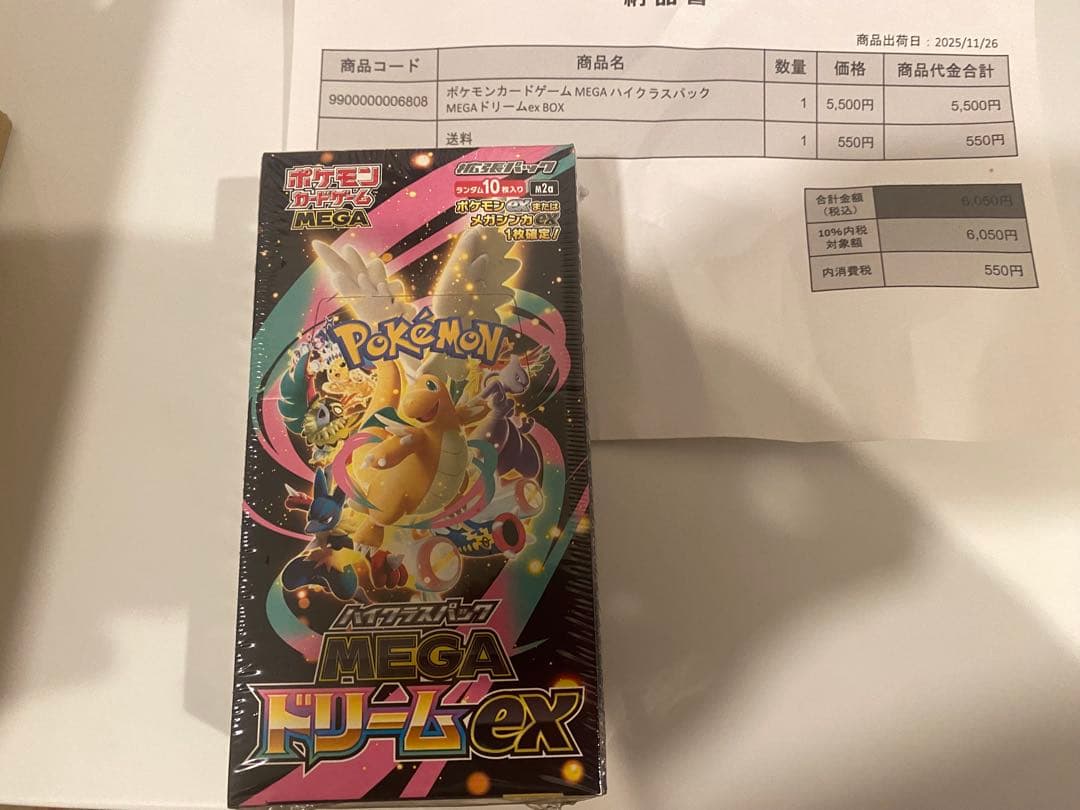 納品書
商品出荷日：2025/11/26
商品コード 商品名 数量 価格 商品代金合計
9900000006808 ポケモンカードゲーム MEGA ハイクラスパック
MEGAドリームex BOX 1 5,500円 5,500円
送料 1 550円 550円
合計金額
(税込) 6,050円
10%内税
対象額 6,050円
内消費税 550円
ポケモン
カードゲーム
MEGA
拡張パック
ランダム10枚入り M2a
ポケモンexまたは
メガシンカex
1枚確定!
POKéMON
ハイクラスパック
MEGA
ドリームex